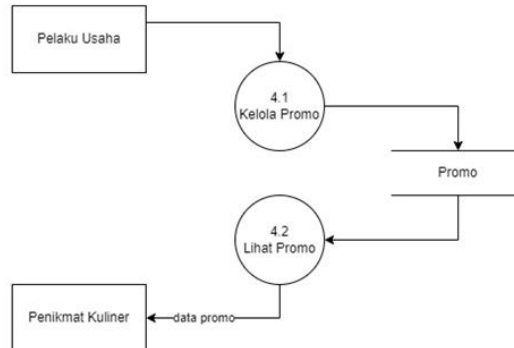 Pelaku Usaha
4.1
Kelola Promo
Promo
4.2
Lihat Promo
Penikmat Kuliner
data promo